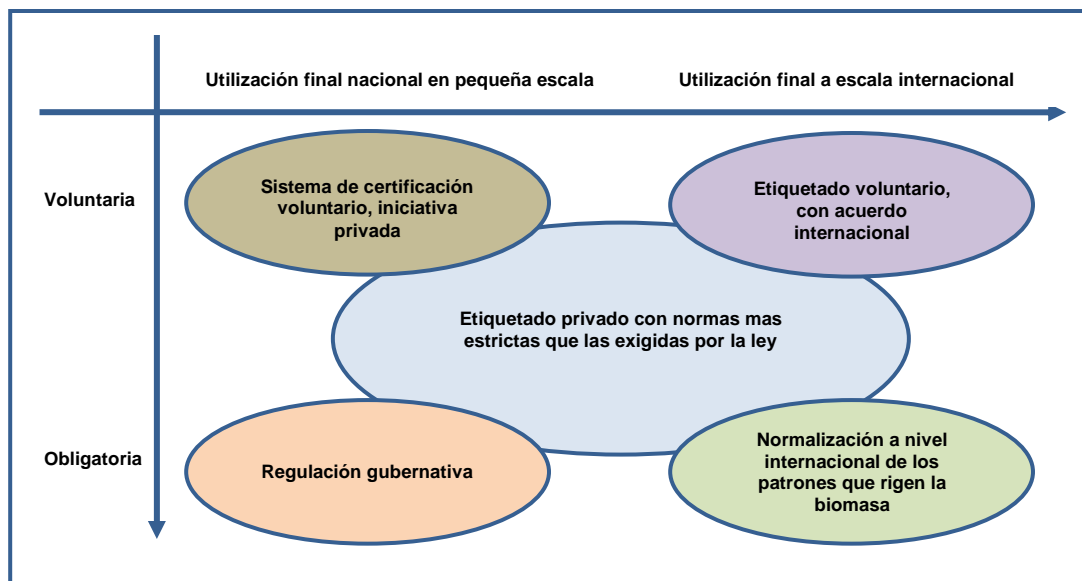 Utilización final nacional en pequeña escala
Utilización final a escala internacional
Voluntaria
Sistema de certificación
voluntario, iniciativa
privada
Etiquetado voluntario,
con acuerdo
internacional
Etiquetado privado con normas mas
estrictas que las exigidas por la ley
Obligatoria
Regulación gubernativa
Normalización a nivel
internacional de los
patrones que rigen la
biomasa